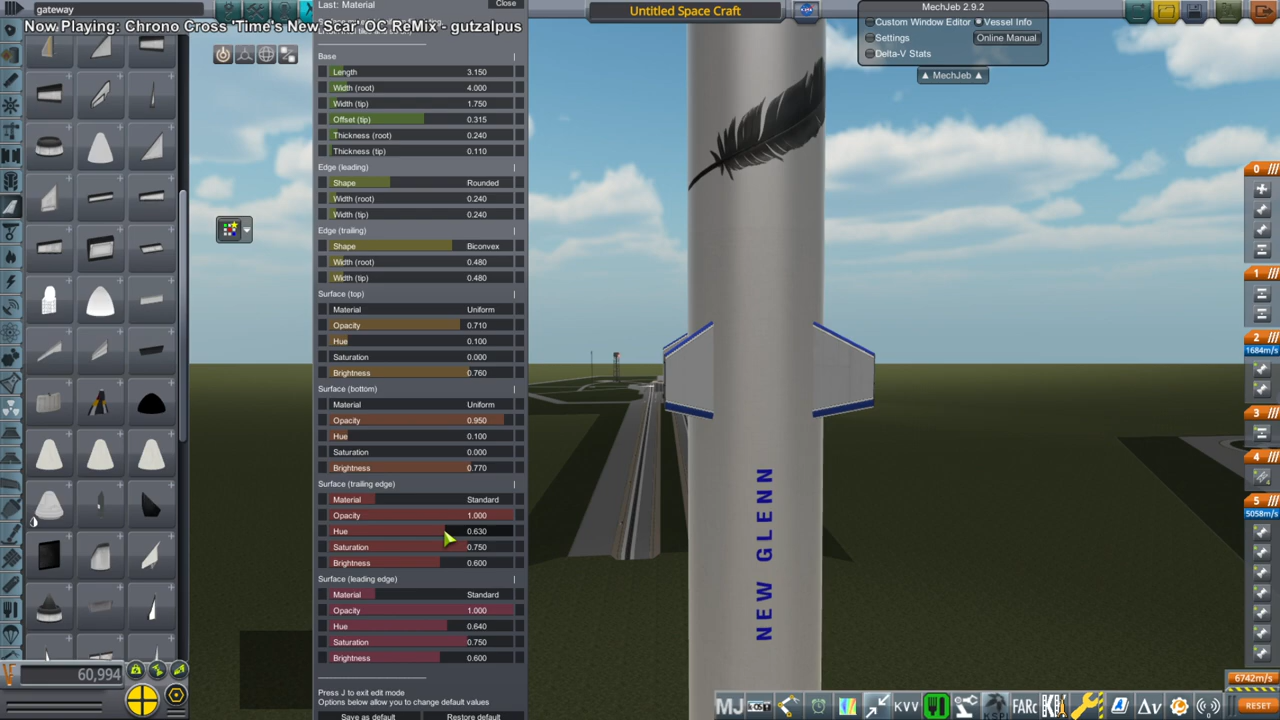 gateway
Last: Material
Close
Untitled Space Craft
MechJeb 2.9.2
Now Playing: Chrono Cross 'Time's New Scar' OC ReMix - gutzalpus
Custom Window Editor
Vessel Info
Settings
Online Manual
Delta-V Stats
▲ MechJeb ▲
Base
Length 3.150
Width (root) 4.000
Width (tip) 1.750
Offset (tip) 0.315
Thickness (root) 0.240
Thickness (tip) 0.110
Edge (leading)
Shape Rounded
Width (root) 0.240
Width (tip) 0.240
Edge (trailing)
Shape Biconvex
Width (root) 0.480
Width (tip) 0.480
Surface (top)
Material Uniform
Opacity 0.710
Hue 0.100
Saturation 0.000
Brightness 0.760
Surface (bottom)
Material Uniform
Opacity 0.950
Hue 0.100
Saturation 0.000
Brightness 0.770
Surface (trailing edge)
Material Standard
Opacity 1.000
Hue 0.630
Saturation 0.750
Brightness 0.600
Surface (leading edge)
Material Standard
Opacity 1.000
Hue 0.640
Saturation 0.750
Brightness 0.600
Press J to exit edit mode
Options below allow you to change default values
Save as default
Restore default
NEW GLENN
0
1
2
1684m/s
3
4
5
5058m/s
6742m/s
60,994
MJ
KVV
FARc
Δv
RESET